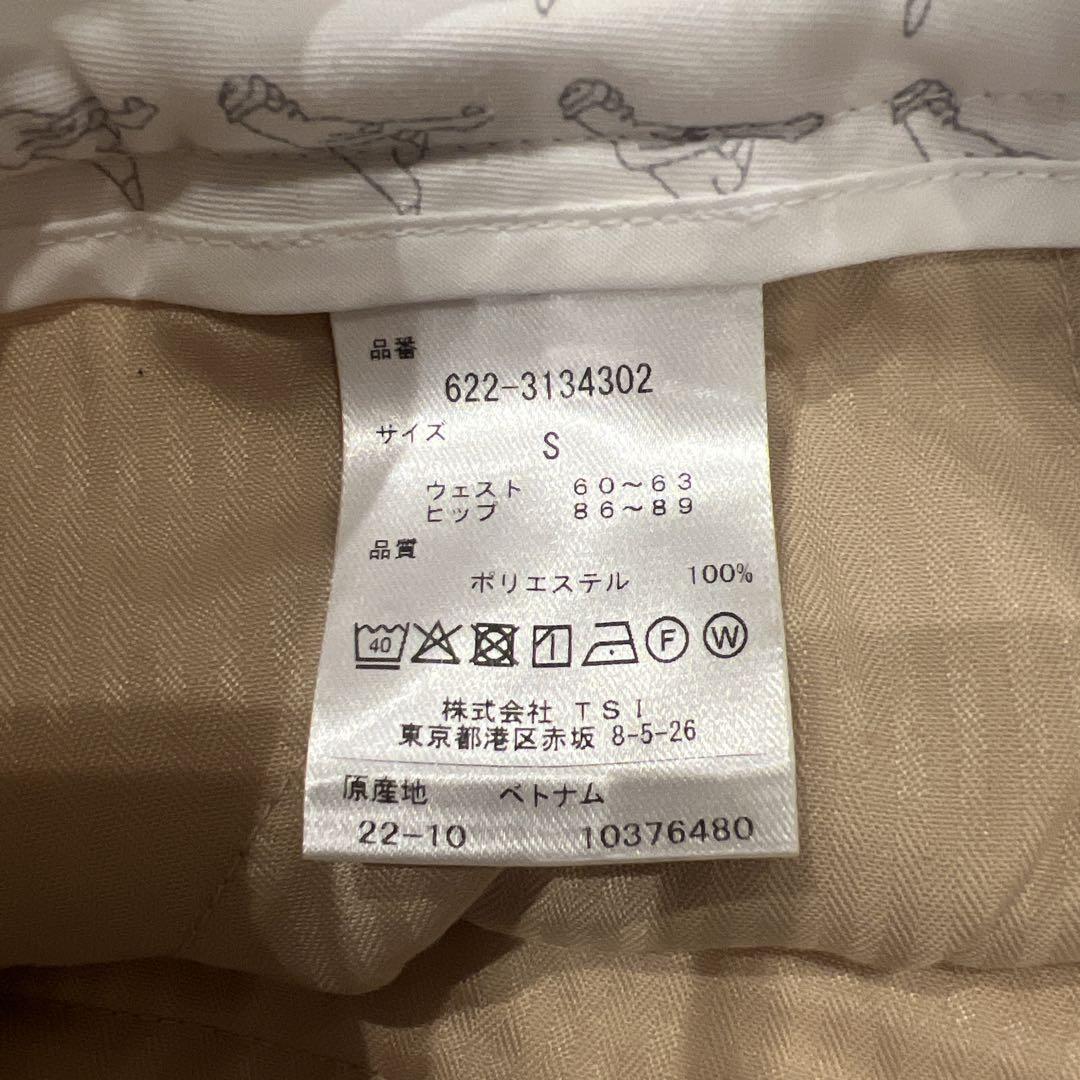 品番
622-3134302
サイズ
S
ウェスト 60～63
ヒップ 86～89
品質
ポリエステル 100%
40 F W
株式会社 TSI
東京都港区赤坂 8-5-26
原産地 ベトナム
22-10 10376480